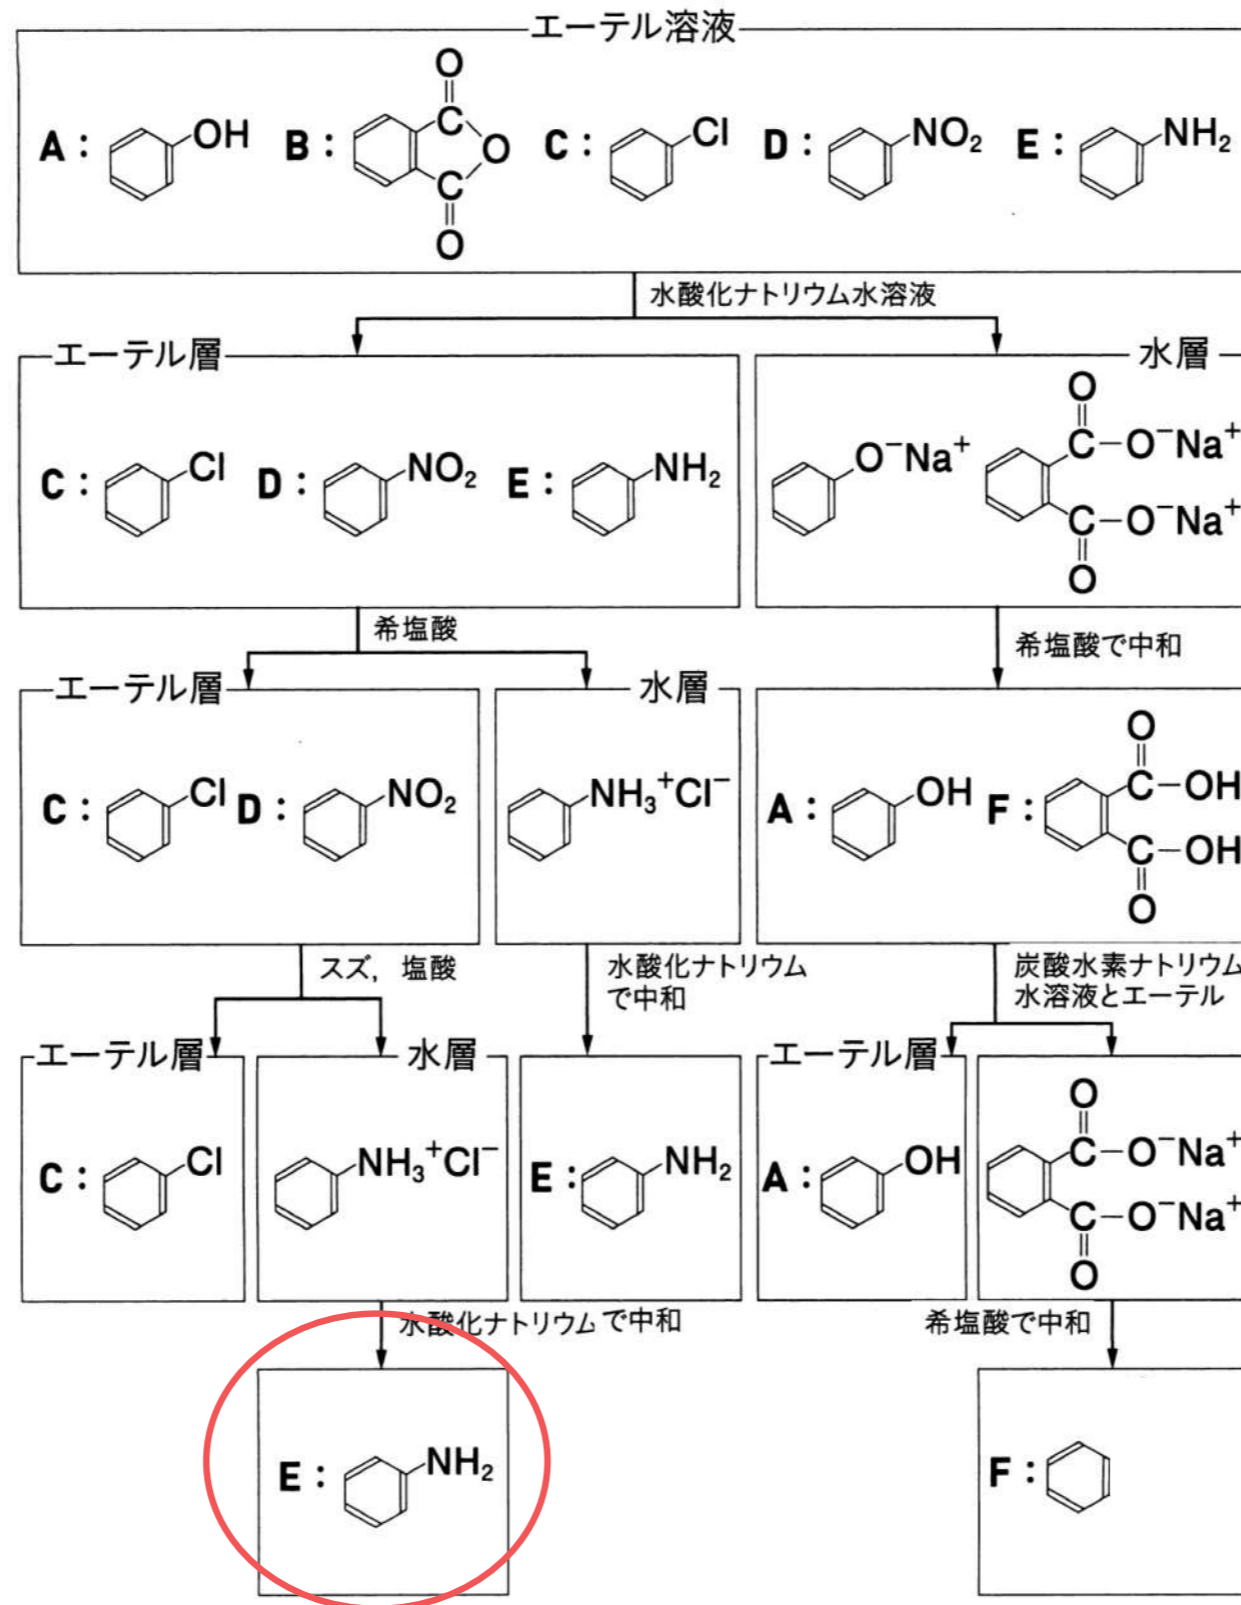 エーテル溶液
A: OH B: O C O C O C: Cl D: NO₂ E: NH₂
水酸化ナトリウム水溶液
エーテル層
C: Cl D: NO₂ E: NH₂
水層
O⁻Na⁺ O C–O⁻Na⁺ C–O⁻Na⁺ O
希塩酸
希塩酸で中和
エーテル層
C: Cl D: NO₂
水層
NH₃⁺Cl⁻
A: OH F: O C–OH C–OH O
スズ, 塩酸
水酸化ナトリウム
で中和
炭酸水素ナトリウム
水溶液とエーテル
エーテル層
C: Cl
水層
NH₃⁺Cl⁻
E: NH₂
エーテル層
A: OH
O C–O⁻Na⁺ C–O⁻Na⁺ O
水酸化ナトリウムで中和
希塩酸で中和
E: NH₂
F: